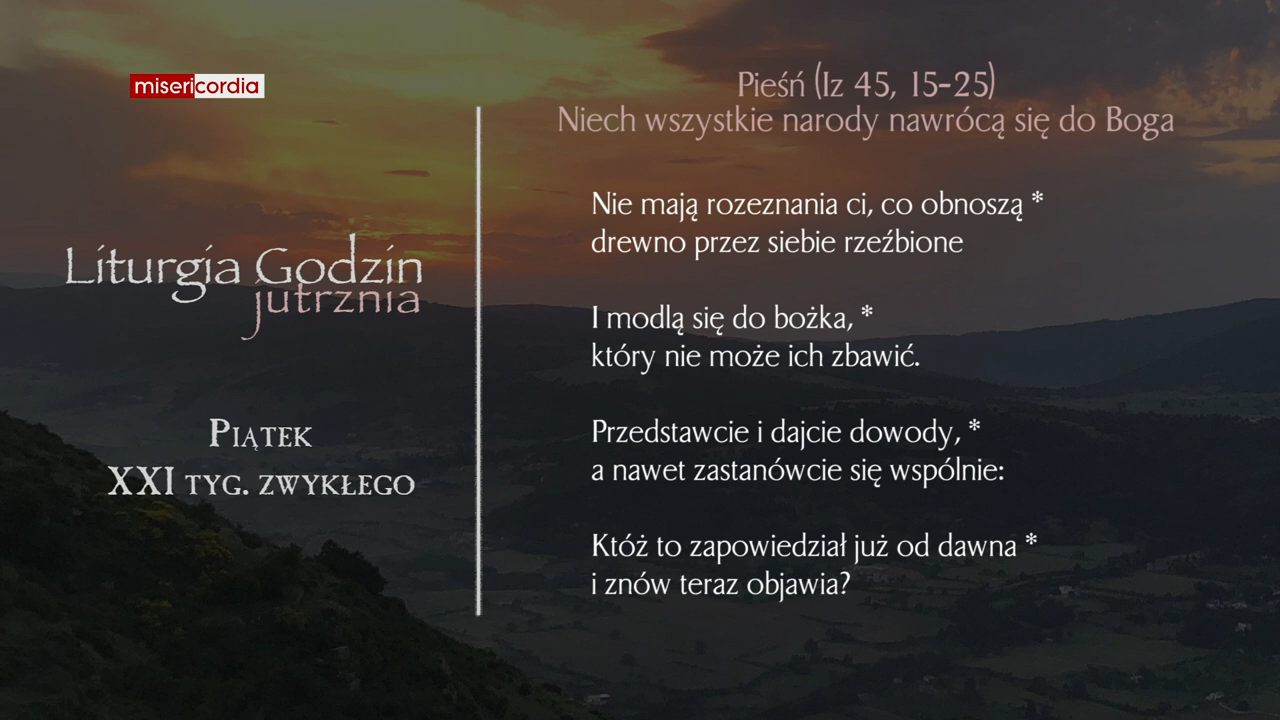 misericordia
Liturgia Godzin
jutrznia
Piątek
XXI tyg. zwykłego
Pieśń (Iz 45, 15-25)
Niech wszystkie narody nawrócą się do Boga
Nie mają rozeznania ci, co obnoszą *
drewno przez siebie rzeźbione
I modlą się do bożka, *
który nie może ich zbawić.
Przedstawcie i dajcie dowody, *
a nawet zastanówcie się wspólnie:
Któż to zapowiedział już od dawna *
i znów teraz objawia?